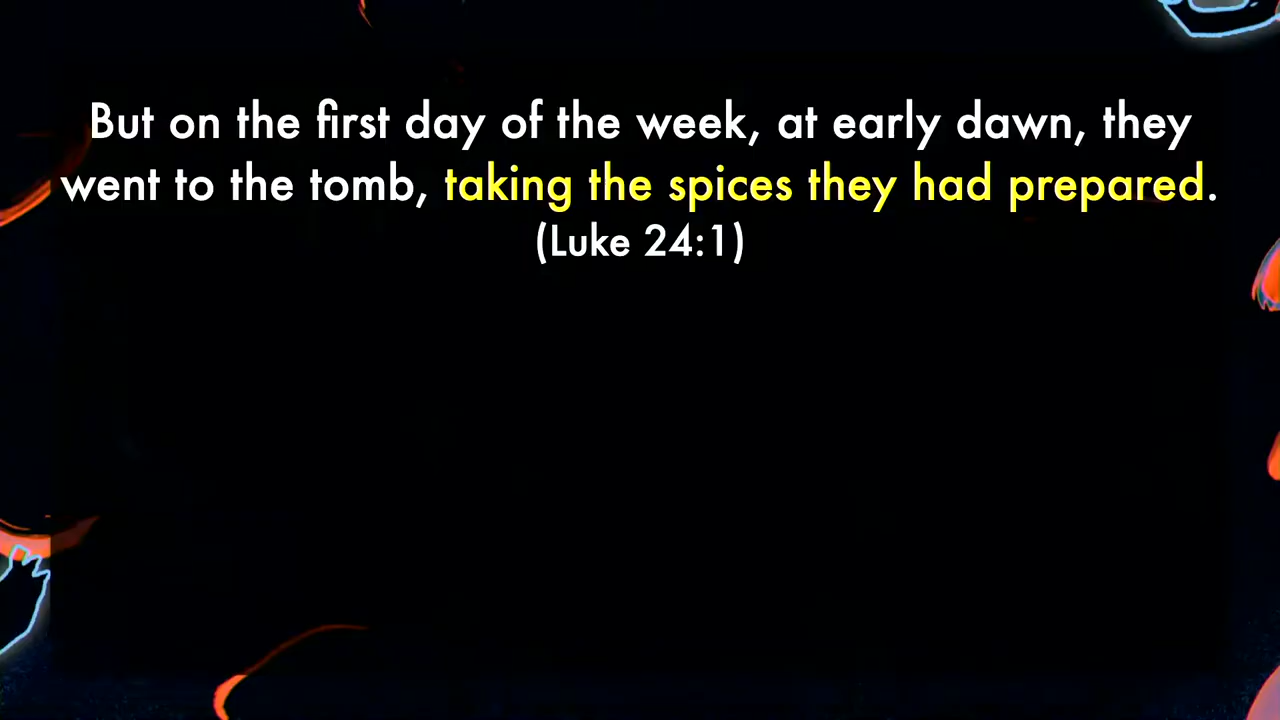 But on the first day of the week, at early dawn, they
went to the tomb, taking the spices they had prepared.
(Luke 24:1)